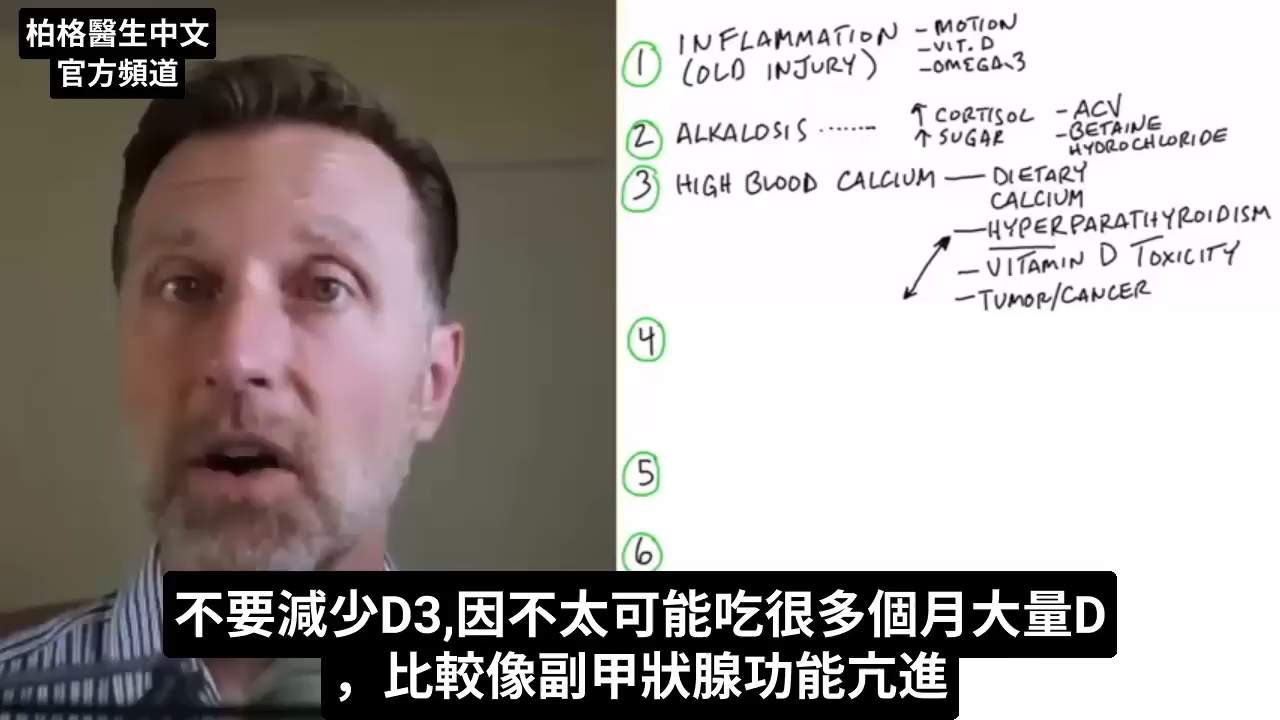 柏格醫生中文
官方頻道
① INFLAMMATION - MOTION
(OLD INJURY) - VIT. D
- OMEGA-3
② ALKALOSIS ....... ↑ CORTISOL - ACV
↑ SUGAR - BETAINE
HYDROCHLORIDE
③ HIGH BLOOD CALCIUM — DIETARY
CALCIUM
— HYPERPARATHYROIDISM
— VITAMIN D TOXICITY
— TUMOR/CANCER
④
⑤
⑥
不要減少D3,因不太可能吃很多個月大量D
，比較像副甲狀腺功能亢進